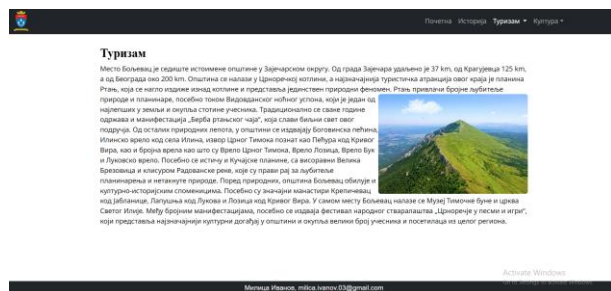 Почетна Историја Туризам Култура
Туризам
Место Бољевац је седиште истоимене општине у Зајечарском округу. Од града Зајечара удаљено је 37 km, од Крагујевца 125 km,
а од Београда око 200 km. Општина се налази у Црноречкој котлини, а најзначајнија туристичка атракција овог краја је планина
Ртањ, која се нагло издиже изнад котлине и представља јединствен природни феномен. Ртањ привлачи бројне љубитеље
природе и планинаре, посебно током Видовданског ноћног успона, који је један од
најлепших у земљи и окупља стотине учесника. Традиционално се сваке године
одржава и манифестација „Берба ртањског чаја“, која слави биљни свет овог
подручја. Од осталих природних лепота, у општини се издвајају Боговинска пећина,
Илинско врело код села Илина, извор Црног Тимока познат као Пећура код Кривог
Вира, као и бројна врела као што су Врело Црног Тимока, Врело Лозица, Врело Бук
и Луковско врело. Посебно се истичу и Кучајске планине, са висоравни Велика
Брезовица и клисуром Радованске реке, које су прави рај за љубитеље
планинарења и нетакнуте природе. Поред природних, општина Бољевац обилује и
културно-историјским споменицима. Посебно су значајни манастири Крепичевац
код Јабланице, Лапушња код Лукова и Лозица код Кривог Вира. У самом месту Бољевац налазе се Музеј Тимочке буне и црква
Светог Илије. Међу бројним манифестацијама, посебно се издваја фестивал народног стваралаштва „Црноречје у песми и игри“,
који представља најзначајнији културни догађај у општини и окупља велики број учесника и посетилаца из целог региона.
Activate Windows
Go to Settings to activate Windows.
Милица Иванов, milica.ivanov.03@gmail.com